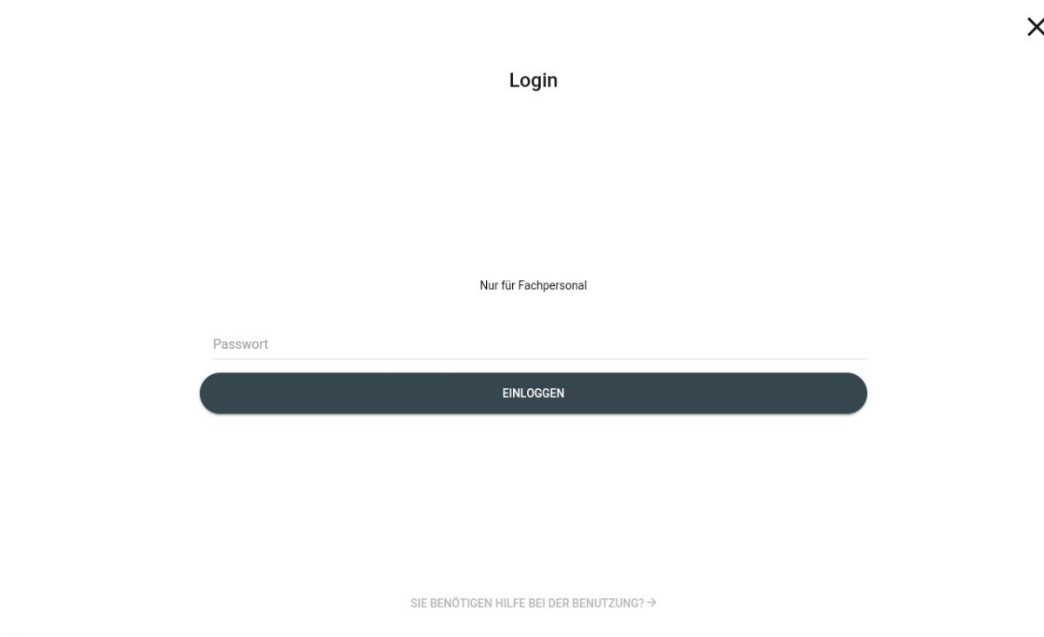 Login
Nur für Fachpersonal
Passwort
EINLOGGEN
SIE BENÖTIGEN HILFE BEI DER BENUTZUNG? →